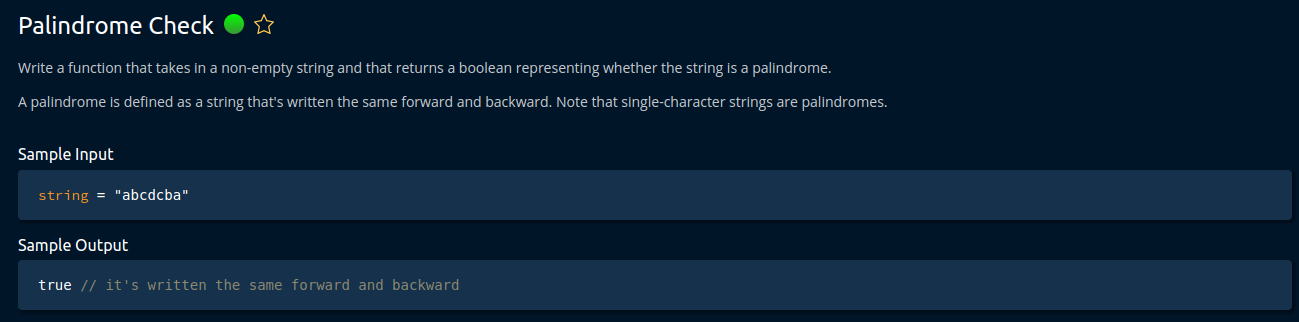 Palindrome Check
Write a function that takes in a non-empty string and that returns a boolean representing whether the string is a palindrome.
A palindrome is defined as a string that's written the same forward and backward. Note that single-character strings are palindromes.
Sample Input
string = "abcdcba"
Sample Output
true // it's written the same forward and backward